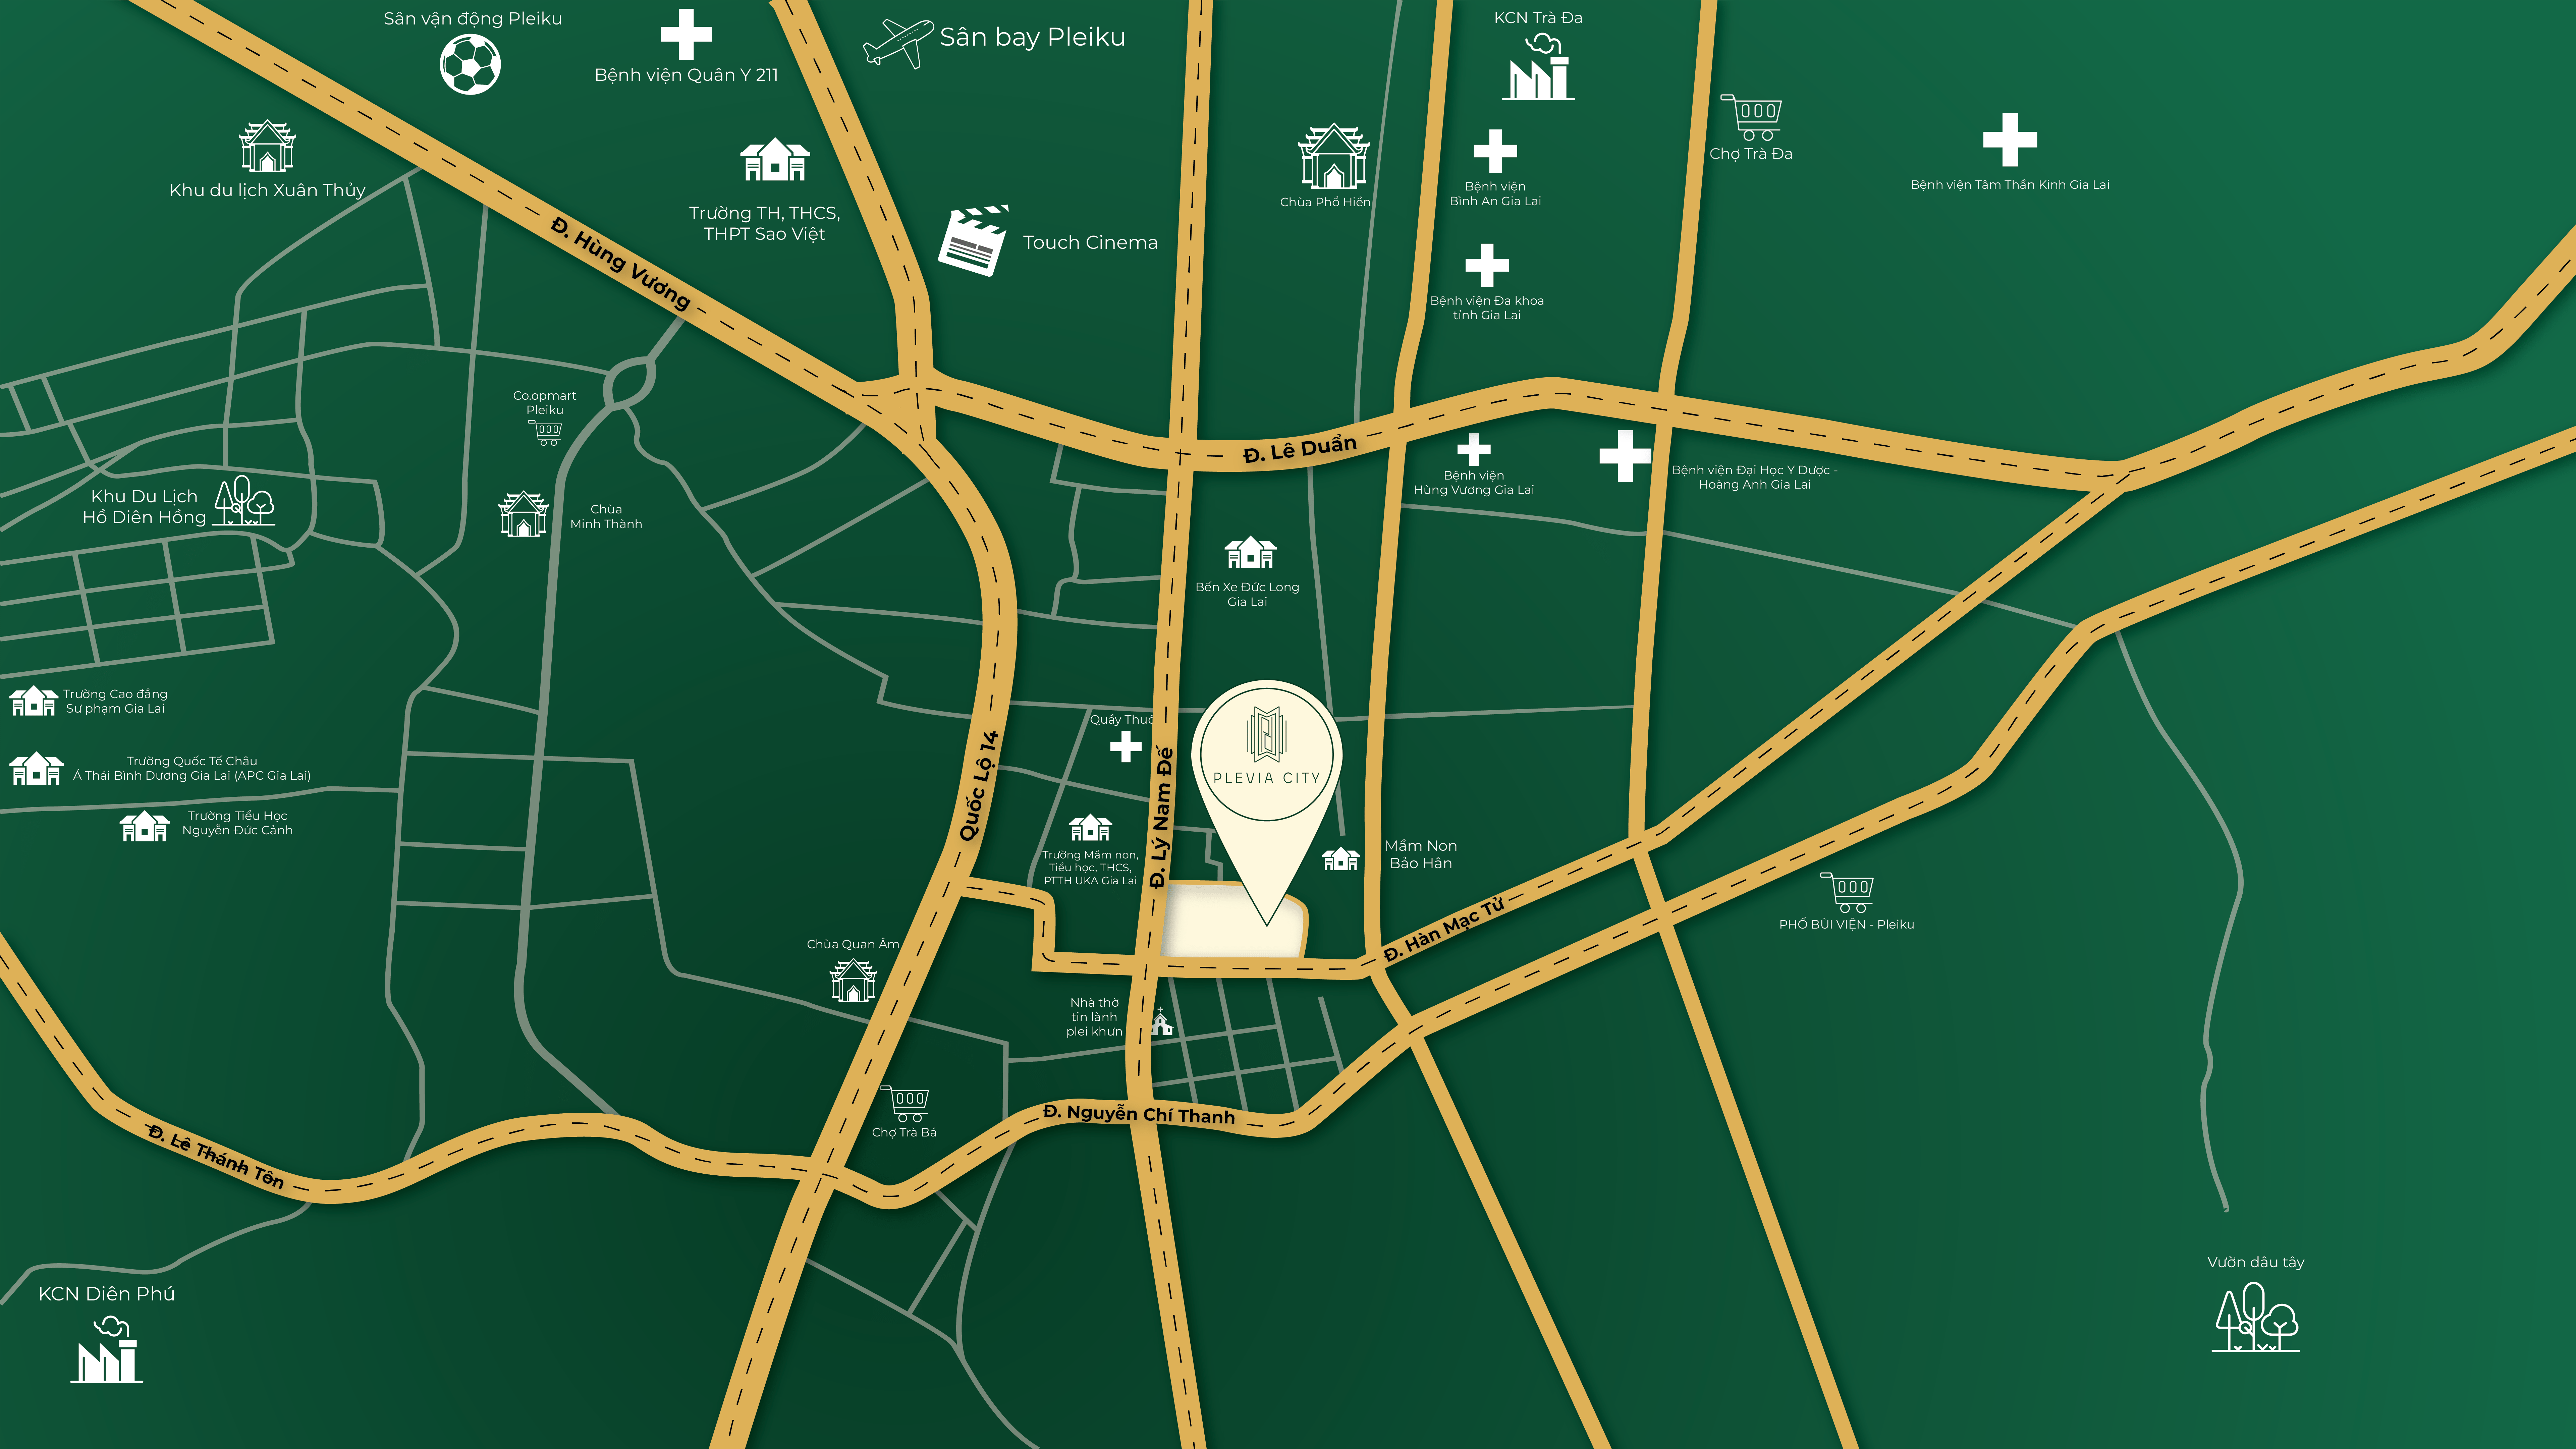 Sân vận động Pleiku
Bệnh viện Quân Y 211
Sân bay Pleiku
KCN Trà Đa
Chợ Trà Đa
Bệnh viện Tâm Thần Kinh Gia Lai
Khu du lịch Xuân Thủy
Trường TH, THCS,
THPT Sao Việt
Touch Cinema
Chùa Phổ Hiền
Bệnh viện
Bình An Gia Lai
Bệnh viện Đa khoa
tỉnh Gia Lai
Đ. Hùng Vương
Co.opmart
Pleiku
Đ. Lê Duẩn
Bệnh viện
Hùng Vương Gia Lai
Bệnh viện Đại Học Y Dược -
Hoàng Anh Gia Lai
Khu Du Lịch
Hồ Diên Hồng
Chùa
Minh Thành
Bến Xe Đức Long
Gia Lai
Trường Cao đẳng
Sư phạm Gia Lai
Quầy Thuố
PLEVIA CITY
Trường Quốc Tế Châu
Á Thái Bình Dương Gia Lai (APC Gia Lai)
Trường Tiểu Học
Nguyễn Đức Cảnh
Quốc Lộ 14
Đ. Lý Nam Đế
Trường Mầm non,
Tiểu học, THCS,
PTTH UKA Gia Lai
Mầm Non
Bảo Hân
Đ. Hàn Mạc Tử
PHỐ BÙI VIỆN - Pleiku
Chùa Quan Âm
Nhà thờ
tin lành
plei khưn
Chợ Trà Bá
Đ. Nguyễn Chí Thanh
Đ. Lê Thánh Tôn
Vườn dâu tây
KCN Diên Phú